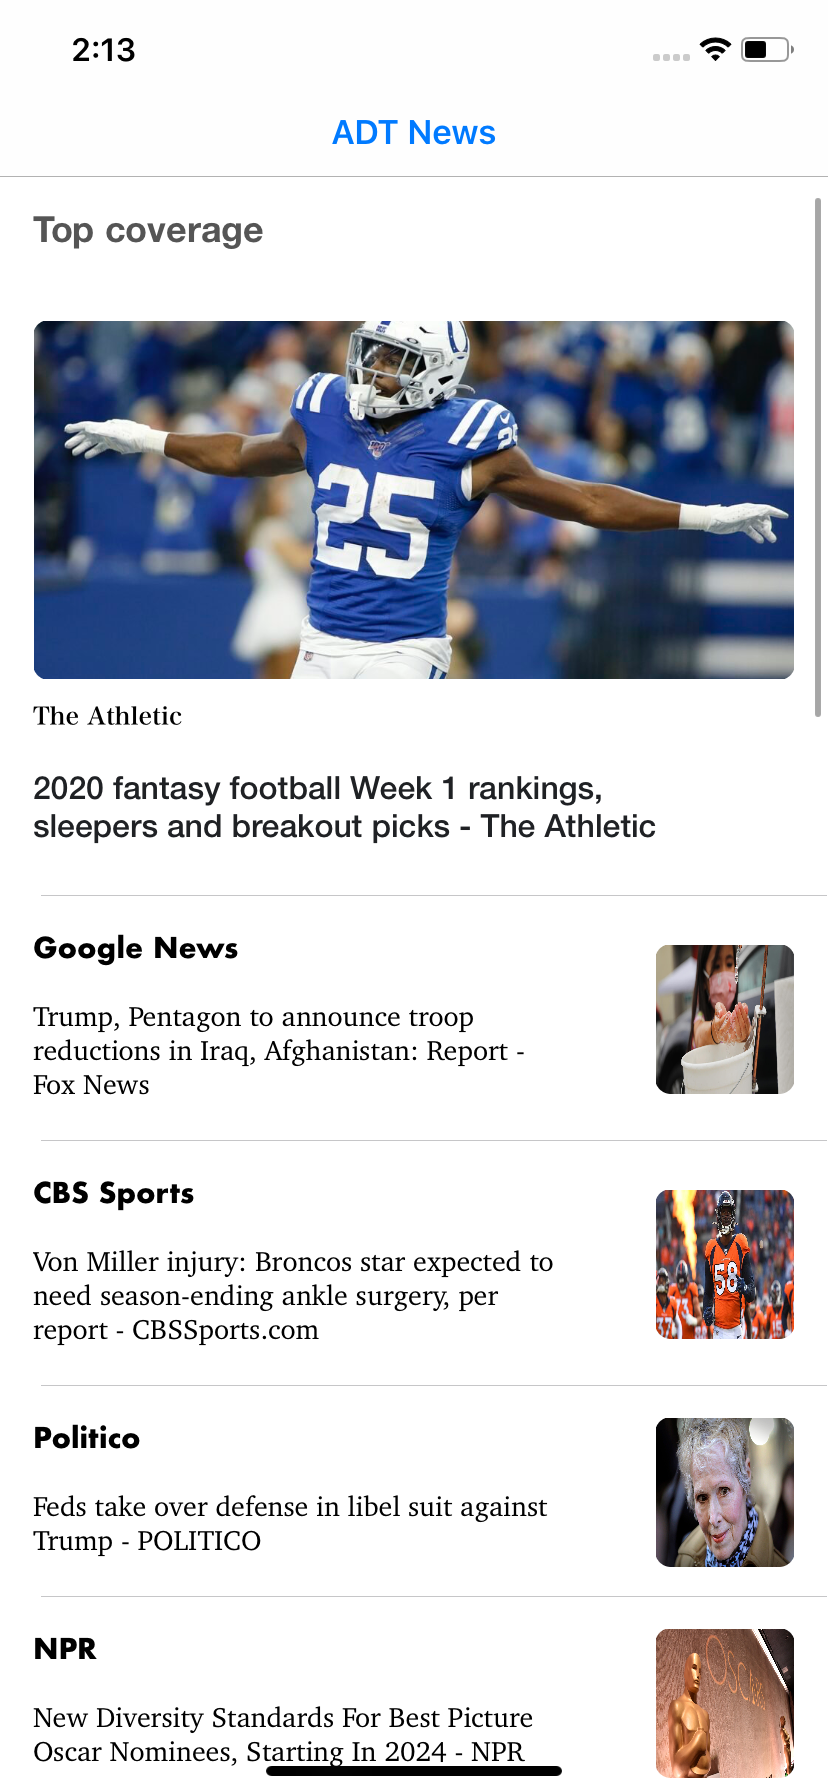 2:13
ADT News
Top coverage
25
25
The Athletic
2020 fantasy football Week 1 rankings,
sleepers and breakout picks - The Athletic
Google News
Trump, Pentagon to announce troop
reductions in Iraq, Afghanistan: Report -
Fox News
CBS Sports
Von Miller injury: Broncos star expected to
need season-ending ankle surgery, per
report - CBSSports.com
58
Politico
Feds take over defense in libel suit against
Trump - POLITICO
NPR
New Diversity Standards For Best Picture
Oscar Nominees, Starting In 2024 - NPR